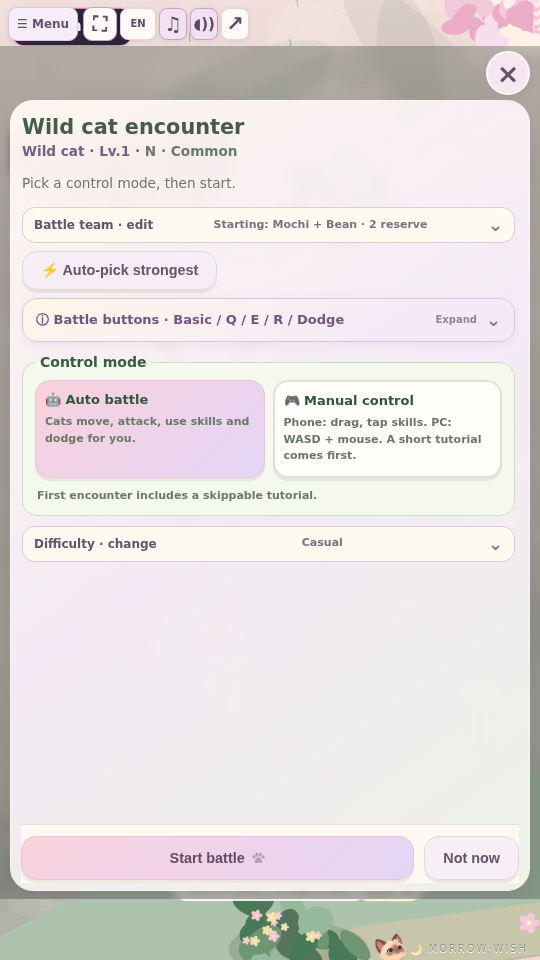 ☰ Menu
EN
Wild cat encounter
Wild cat · Lv.1 · N · Common
Pick a control mode, then start.
Battle team · edit
Starting: Mochi + Bean · 2 reserve
⚡ Auto-pick strongest
ⓘ Battle buttons · Basic / Q / E / R / Dodge
Expand
Control mode
🤖 Auto battle
Cats move, attack, use skills and
dodge for you.
🎮 Manual control
Phone: drag, tap skills. PC:
WASD + mouse. A short tutorial
comes first.
First encounter includes a skippable tutorial.
Difficulty · change
Casual
Start battle 🐾
Not now
🌙 MORROW-WISH